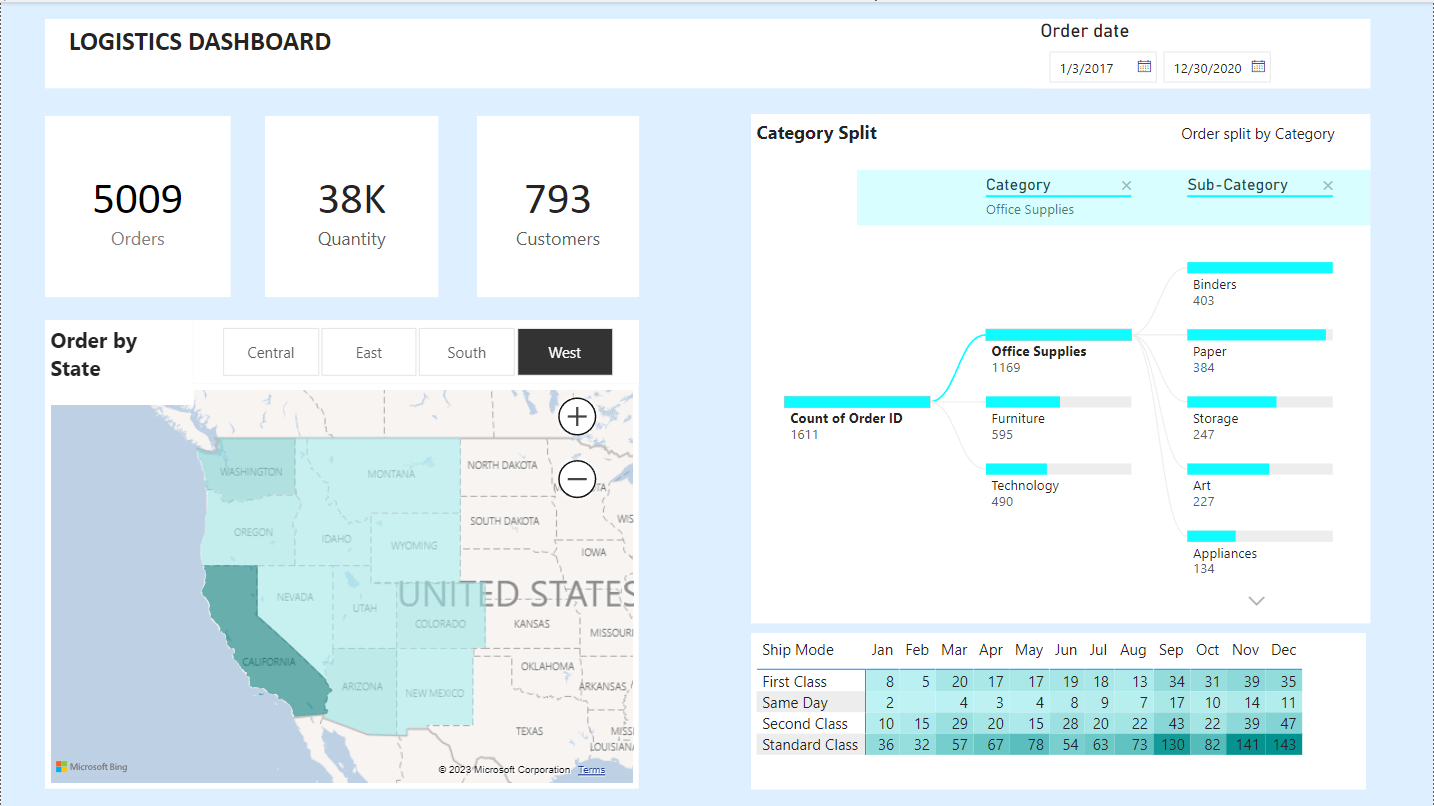 LOGISTICS DASHBOARD
Order date
1/3/2017
12/30/2020
5009
Orders
38K
Quantity
793
Customers
Order by
State
Central
East
South
West
WASHINGTON
MONTANA
NORTH DAKOTA
OREGON
IDAHO
WYOMING
SOUTH DAKOTA
WIS
IOWA
NEVADA
UTAH
UNITED STATES
COLORADO
KANSAS
MISSOURI
CALIFORNIA
ARIZONA
NEW MEXICO
OKLAHOMA
ARKANSAS
TEXAS
MISS
LOUISIANA
Microsoft Bing
© 2023 Microsoft Corporation Terms
Category Split
Order split by Category
Category
Office Supplies
Sub-Category
Count of Order ID
1611
Office Supplies
1169
Furniture
595
Technology
490
Binders
403
Paper
384
Storage
247
Art
227
Appliances
134
Ship Mode Jan Feb Mar Apr May Jun Jul Aug Sep Oct Nov Dec
First Class 8 5 20 17 17 19 18 13 34 31 39 35
Same Day 2 4 3 4 8 9 7 17 10 14 11
Second Class 10 15 29 20 15 28 20 22 43 22 39 47
Standard Class 36 32 57 67 78 54 63 73 130 82 141 143